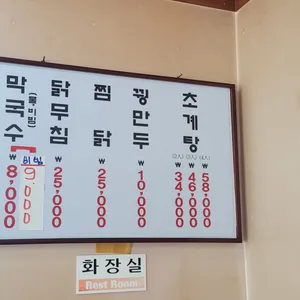 막국수
(물,비빔)
₩8,000
비빔
9,000
닭무침
₩25,000
찜닭
₩25,000
꿩만두
₩10,000
초계탕
₩34,000
46,000
58,000
화장실
Rest Room